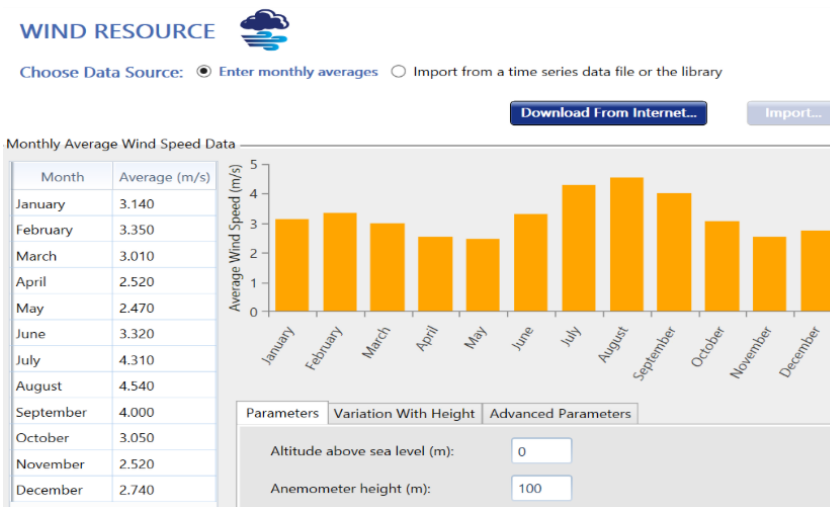 WIND RESOURCE
Choose Data Source: Enter monthly averages Import from a time series data file or the library
Download From Internet... Import...
Monthly Average Wind Speed Data
Month Average (m/s)
January 3.140
February 3.350
March 3.010
April 2.520
May 2.470
June 3.320
July 4.310
August 4.540
September 4.000
October 3.050
November 2.520
December 2.740
Average Wind Speed (m/s)
5
4
3
2
1
0
January February March April May June July August September October November December
Parameters Variation With Height Advanced Parameters
Altitude above sea level (m): 0
Anemometer height (m): 100